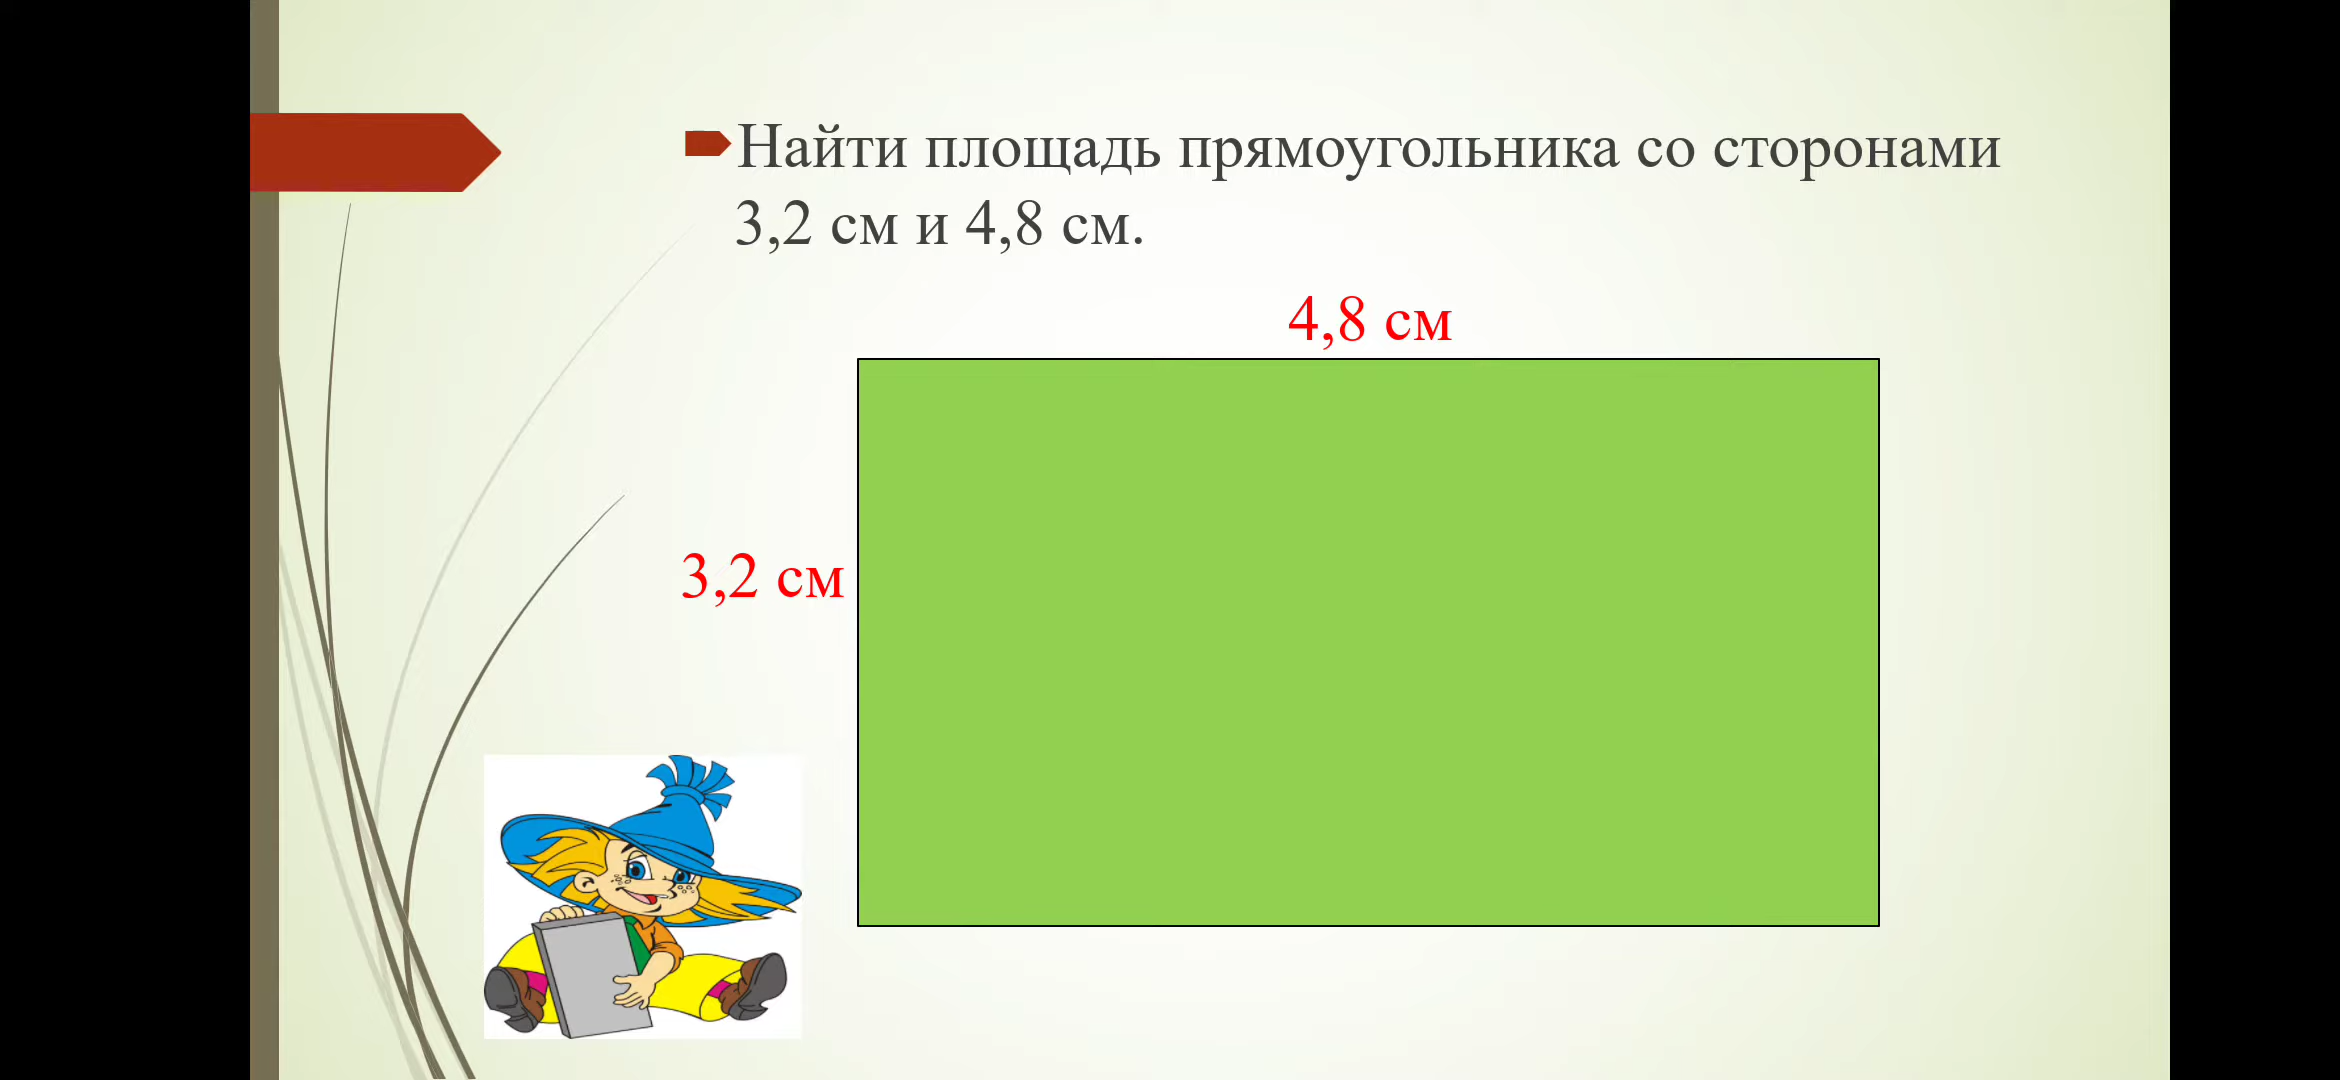 Найти площадь прямоугольника со сторонами
3,2 см и 4,8 см.
4,8 см
3,2 см